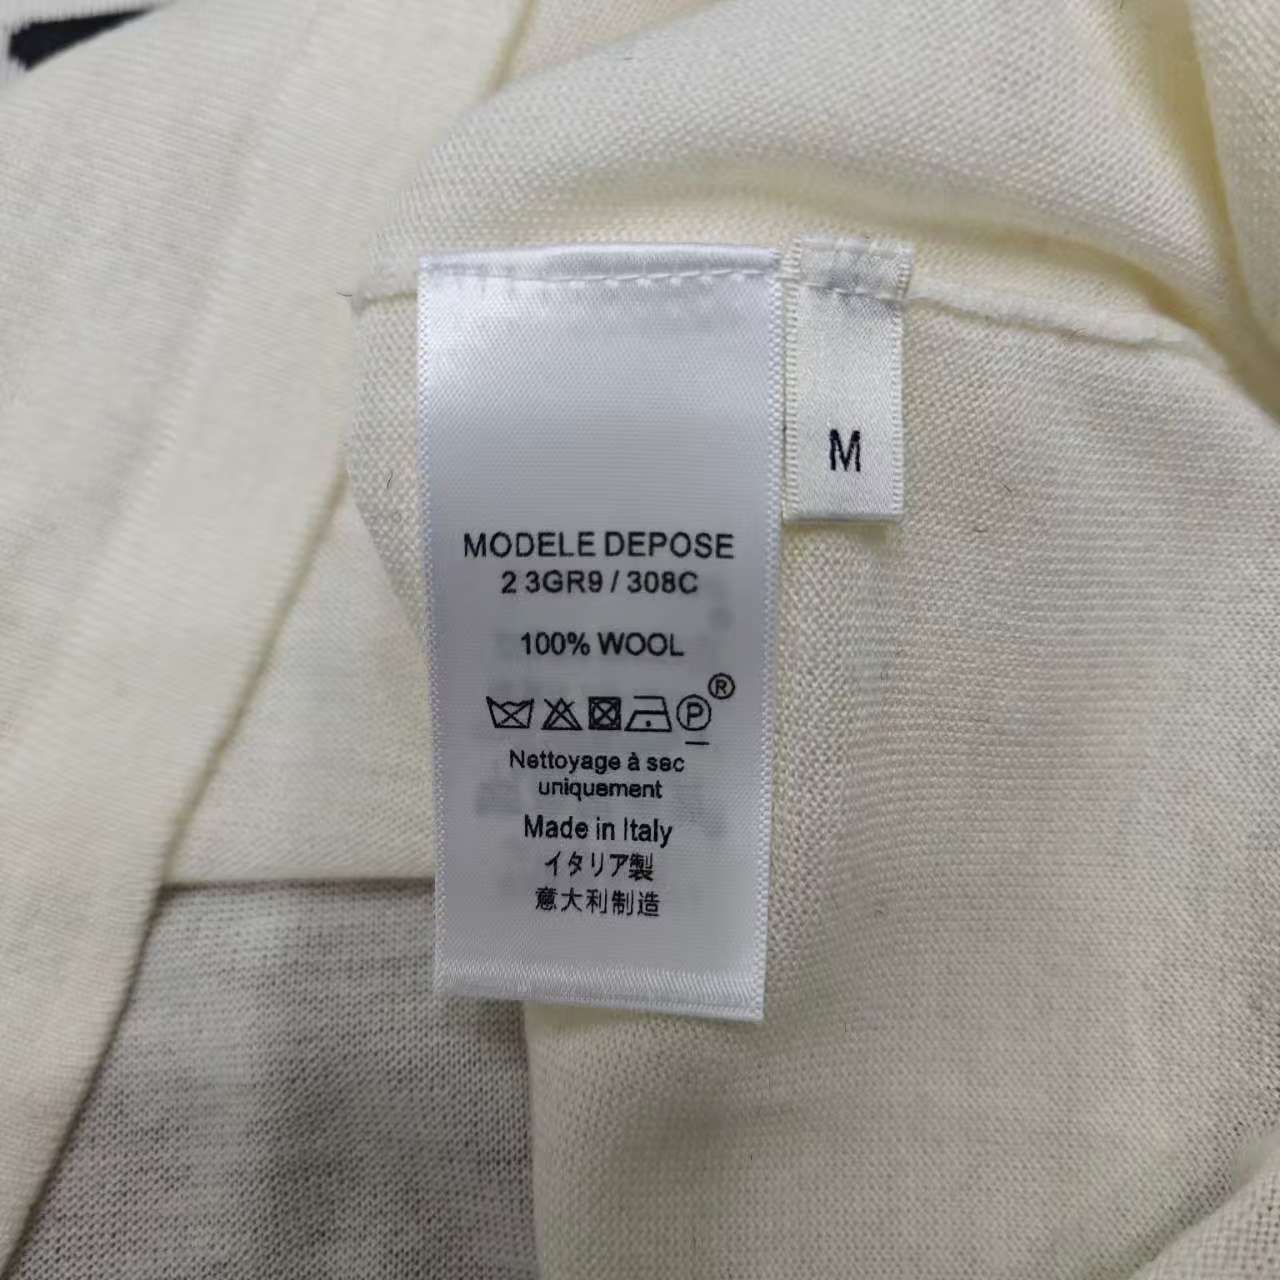 MODELE DEPOSE
2 3GR9 / 308C
100% WOOL
P ®
Nettoyage à sec
uniquement
Made in Italy
イタリア製
意大利制造
M